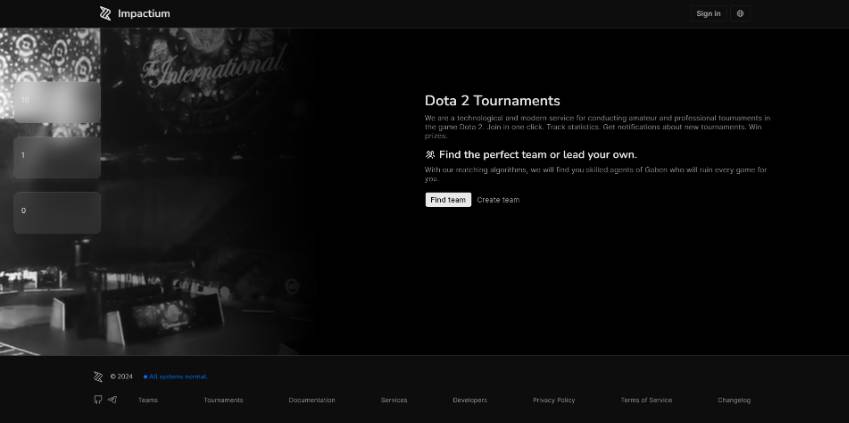 Impactium
Sign In
International
10
1
0
Dota 2 Tournaments
We are a technological and modern service for conducting amateur and professional tournaments in
the game Dota 2. Join in one click. Track statistics. Get notifications about new tournaments. Win
prizes.
Find the perfect team or lead your own.
With our matching algorithms, we will find you skilled agents of Gaben who will ruin every game for
you.
Find team
Create team
© 2024
All systems normal.
Teams
Tournaments
Documentation
Services
Developers
Privacy Policy
Terms of Service
Changelog